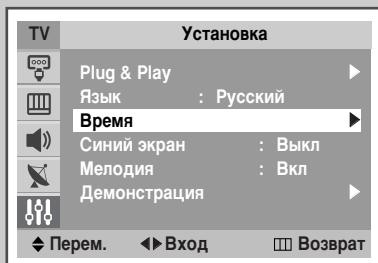 TV Установка
Plug & Play
Язык : Русский
Время
Синий экран : Выкл
Мелодия : Вкл
Демонстрация
Перем. Вход Возврат